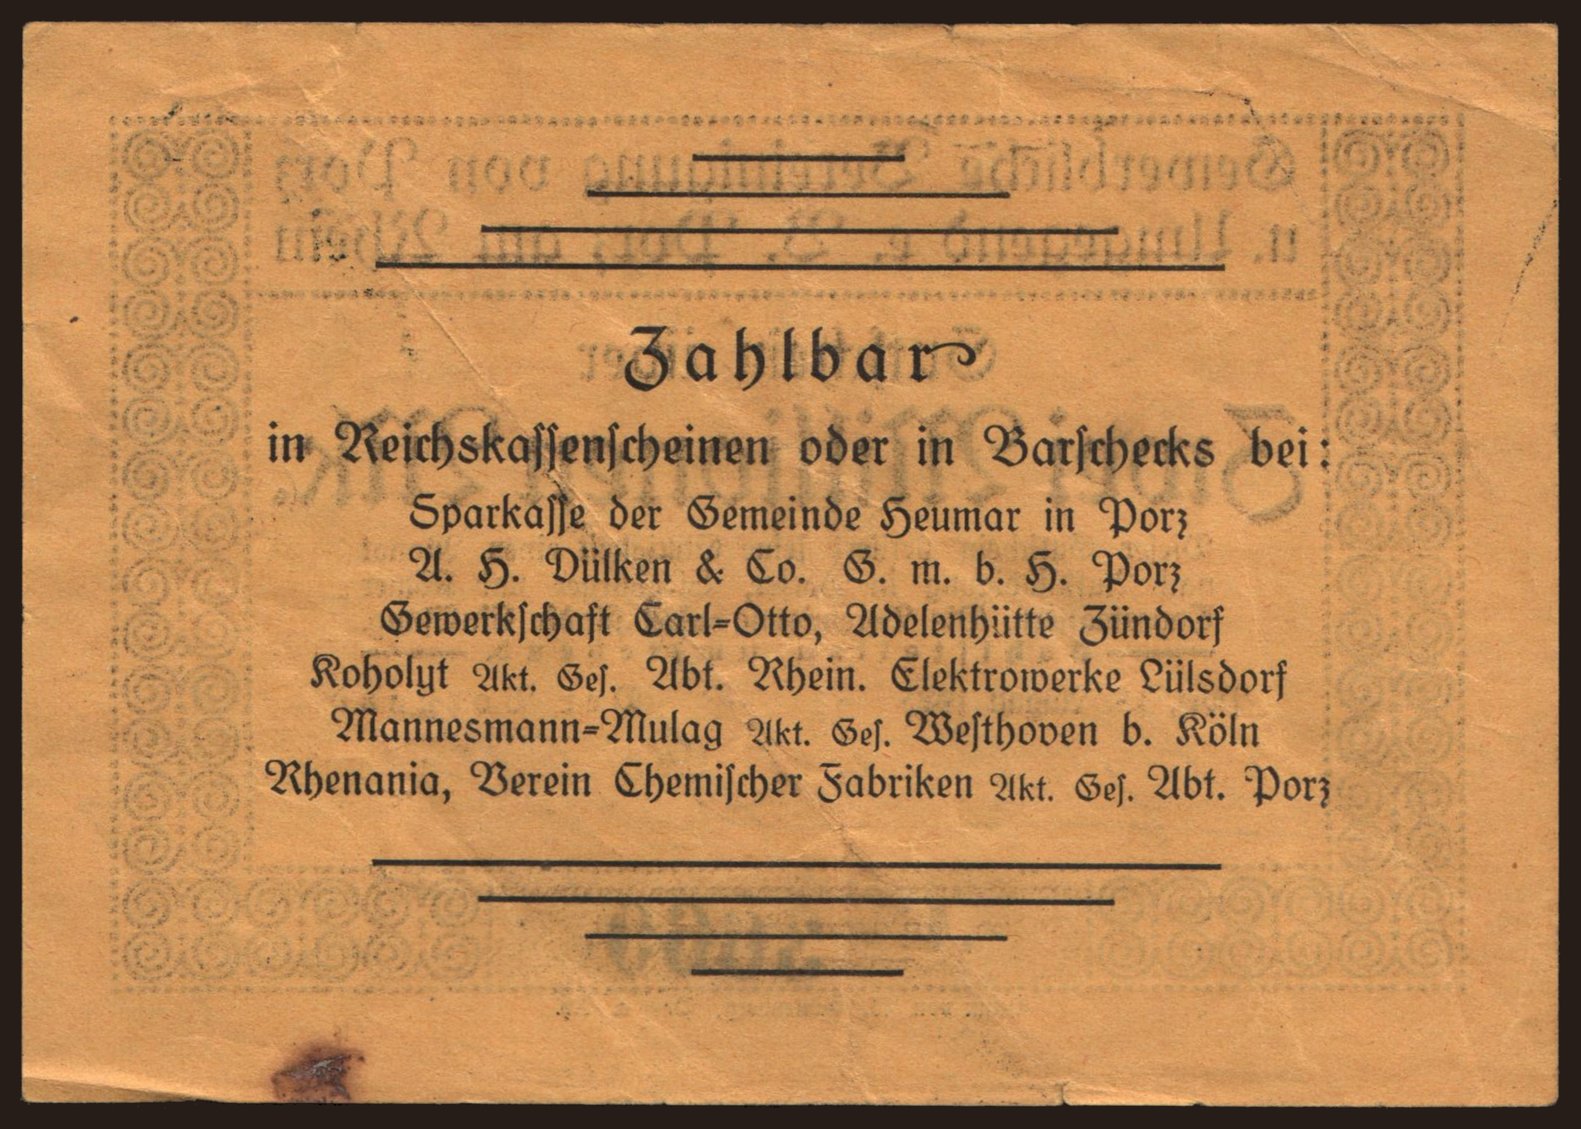 Zahlbar
in Reichskassenscheinen oder in Barschecks bei:
Sparkasse der Gemeinde Heumar in Porz
A. H. Dülken & Co. G. m. b. H. Porz
Gewerkschaft Carl=Otto, Adelenhütte Zündorf
Koholyt Akt. Ges. Abt. Rhein. Elektrowerke Lülsdorf
Mannesmann=Mulag Akt. Ges. Westhoven b. Köln
Rhenania, Verein Chemischer Fabriken Akt. Ges. Abt. Porz